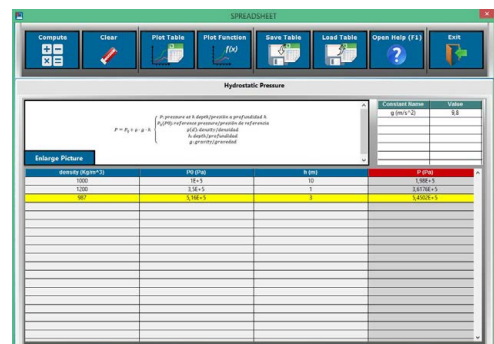 SPREADSHEET
Compute Clear Plot Table Plot Function Save Table Load Table Open Help (F1) Exit
f(x)
Hydrostatic Pressure
P: pressure at h depth/presión a profundidad h
P₀(P0): reference pressure/presión de referencia
P = P₀ + ρ · g · h
ρ(d): density/densidad
h: depth/profundidad
g: gravity/gravedad
Constant Name Value
g (m/s^2) 9,8
Enlarge Picture
density (Kg/m^3) P0 (Pa) h (m) P (Pa)
1000 1E+5 10 1,98E+5
1200 3,5E+5 1 3,6176E+5
987 5,16E+5 3 5,4502E+5